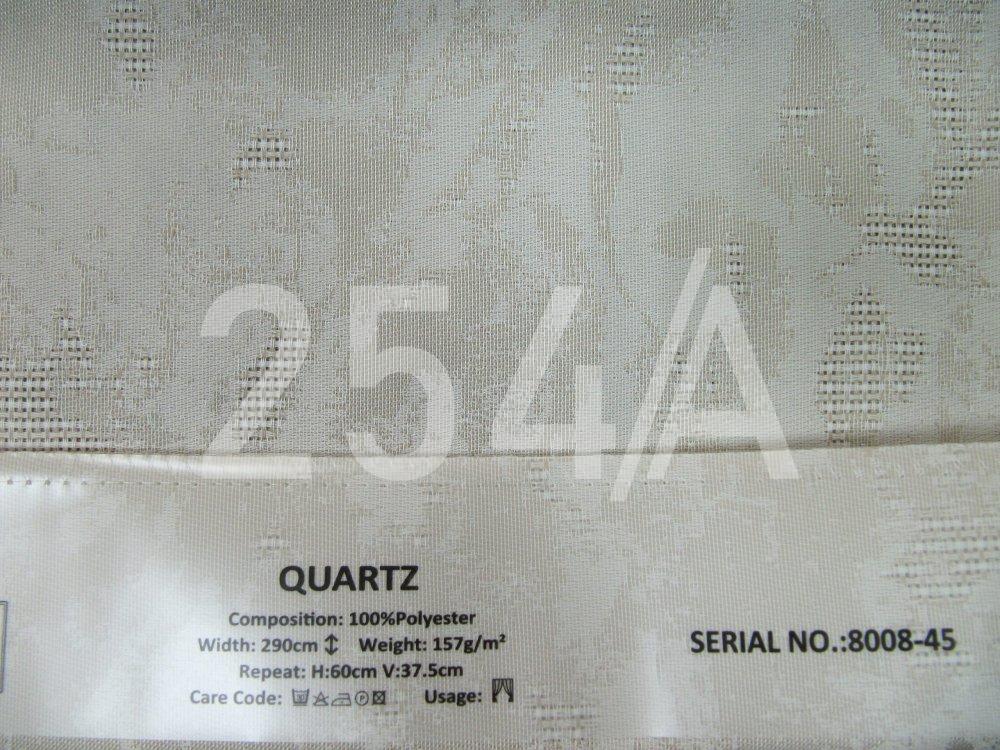 254/A
QUARTZ
Composition: 100%Polyester
Width: 290cm ↕ Weight: 157g/m²
Repeat: H:60cm V:37.5cm
Care Code:
Usage:
SERIAL NO.:8008-45